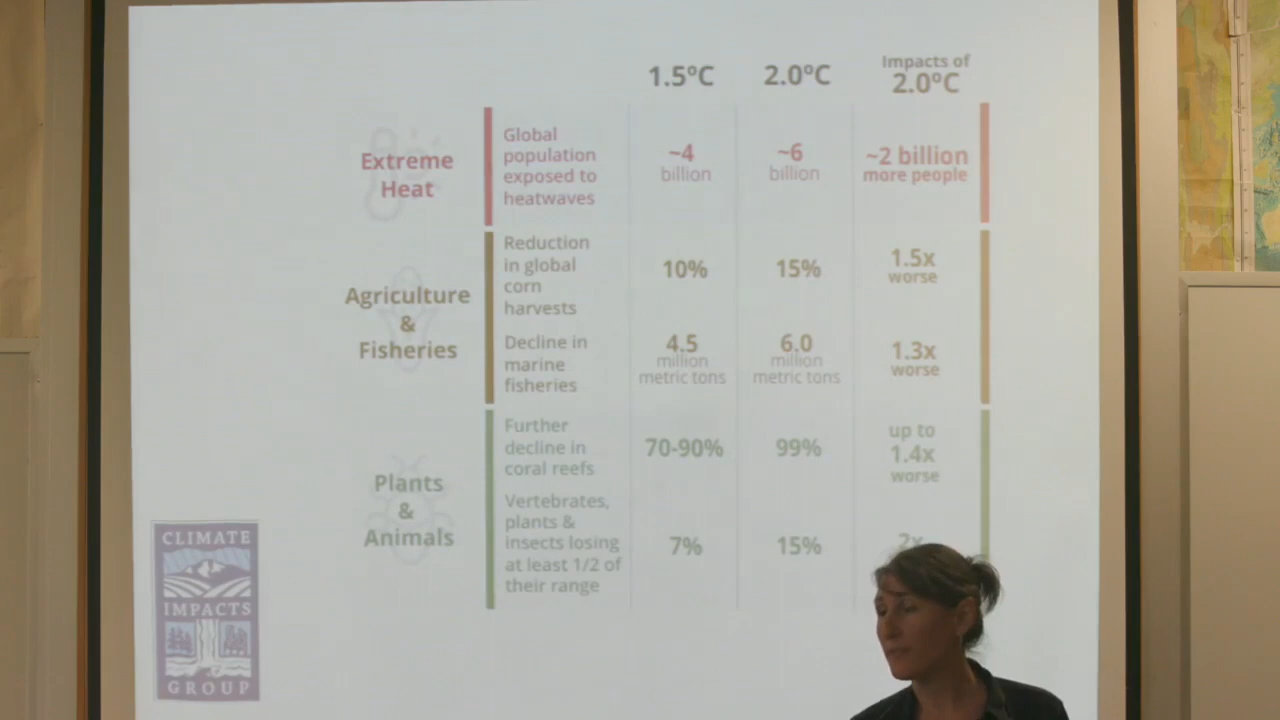 1.5°C
2.0°C
Impacts of
2.0°C
Extreme
Heat
Global
population
exposed to
heatwaves
~4
billion
~6
billion
~2 billion
more people
Agriculture
&
Fisheries
Reduction
in global
corn
harvests
10%
15%
1.5x
worse
Decline in
marine
fisheries
4.5
million
metric tons
6.0
million
metric tons
1.3x
worse
Plants
&
Animals
Further
decline in
coral reefs
70-90%
99%
up to
1.4x
worse
Vertebrates,
plants &
insects losing
at least 1/2 of
their range
7%
15%
2x
CLIMATE
IMPACTS
GROUP